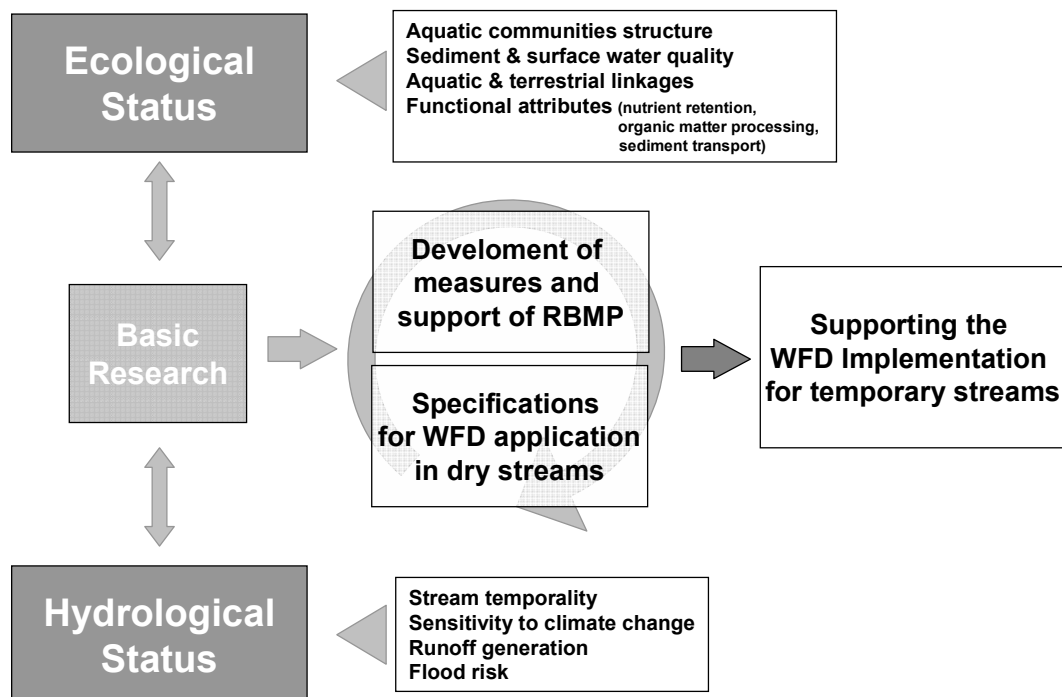 Ecological
Status
Aquatic communities structure
Sediment & surface water quality
Aquatic & terrestrial linkages
Functional attributes (nutrient retention,
organic matter processing,
sediment transport)
Basic
Research
Develoment of
measures and
support of RBMP
Specifications
for WFD application
in dry streams
Supporting the
WFD Implementation
for temporary streams
Hydrological
Status
Stream temporality
Sensitivity to climate change
Runoff generation
Flood risk